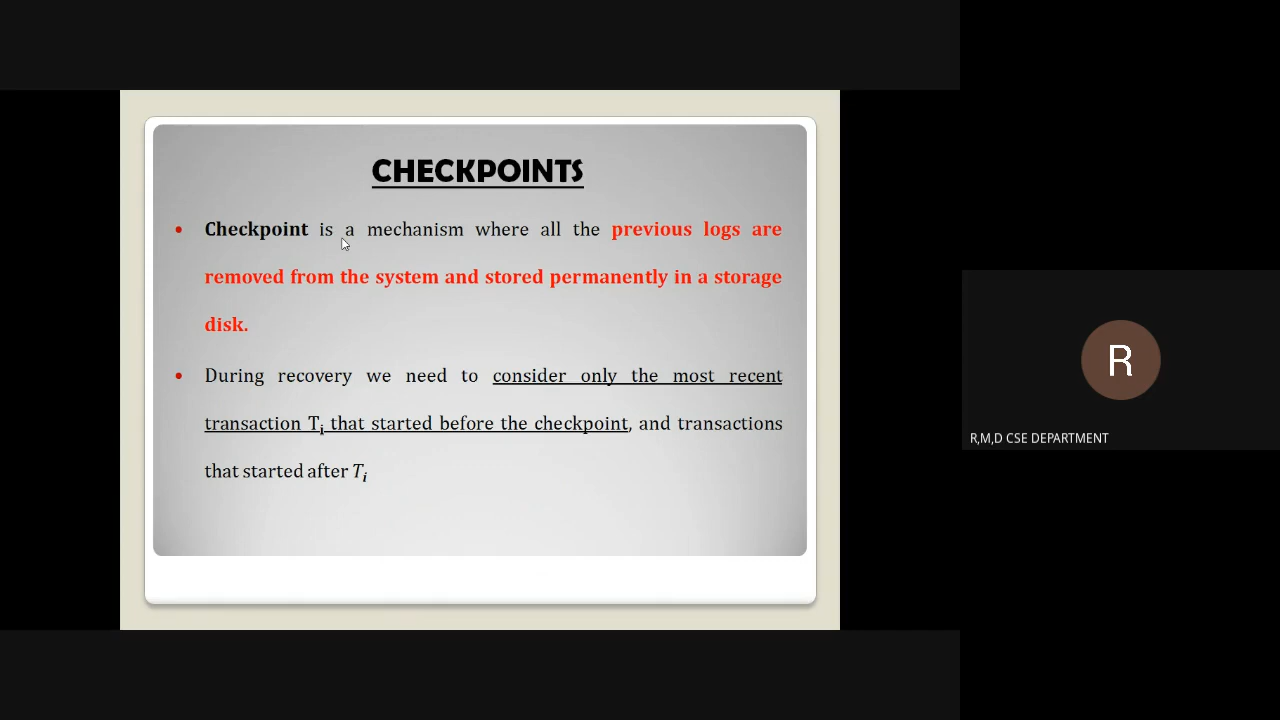 CHECKPOINTS
• Checkpoint is a mechanism where all the previous logs are
removed from the system and stored permanently in a storage
disk.
• During recovery we need to consider only the most recent
transaction Ti that started before the checkpoint, and transactions
that started after Ti
R
R,M,D CSE DEPARTMENT